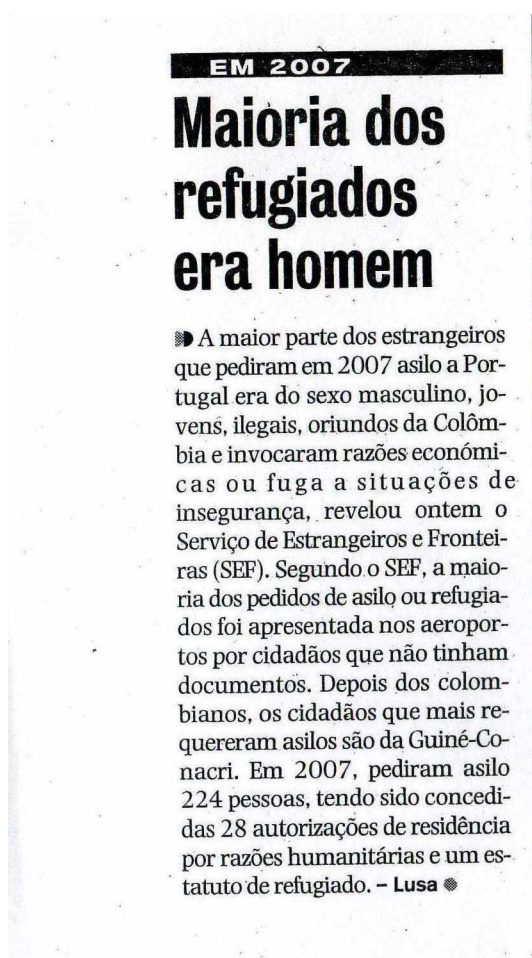 EM 2007
Maioria dos
refugiados
era homem
A maior parte dos estrangeiros
que pediram em 2007 asilo a Por-
tugal era do sexo masculino, jo-
vens, ilegais, oriundos da Colôm-
bia e invocaram razões económi-
cas ou fuga a situações de
insegurança, revelou ontem o
Serviço de Estrangeiros e Frontei-
ras (SEF). Segundo o SEF, a maio-
ria dos pedidos de asilo ou refugia-
dos foi apresentada nos aeropor-
tos por cidadãos que não tinham
documentos. Depois dos colom-
bianos, os cidadãos que mais re-
quereram asilos são da Guiné-Co-
nacri. Em 2007, pediram asilo
224 pessoas, tendo sido concedi-
das 28 autorizações de residência
por razões humanitárias e um es-
tatuto de refugiado. – Lusa